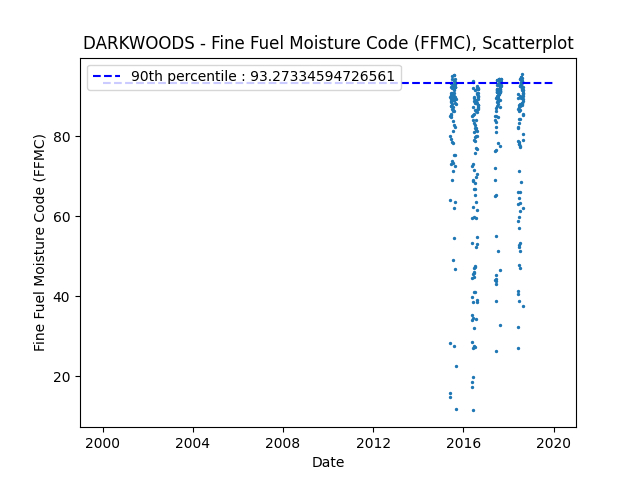 DARKWOODS - Fine Fuel Moisture Code (FFMC), Scatterplot
90th percentile : 93.27334594726561
80
60
40
20
Fine Fuel Moisture Code (FFMC)
2000 2004 2008 2012 2016 2020
Date